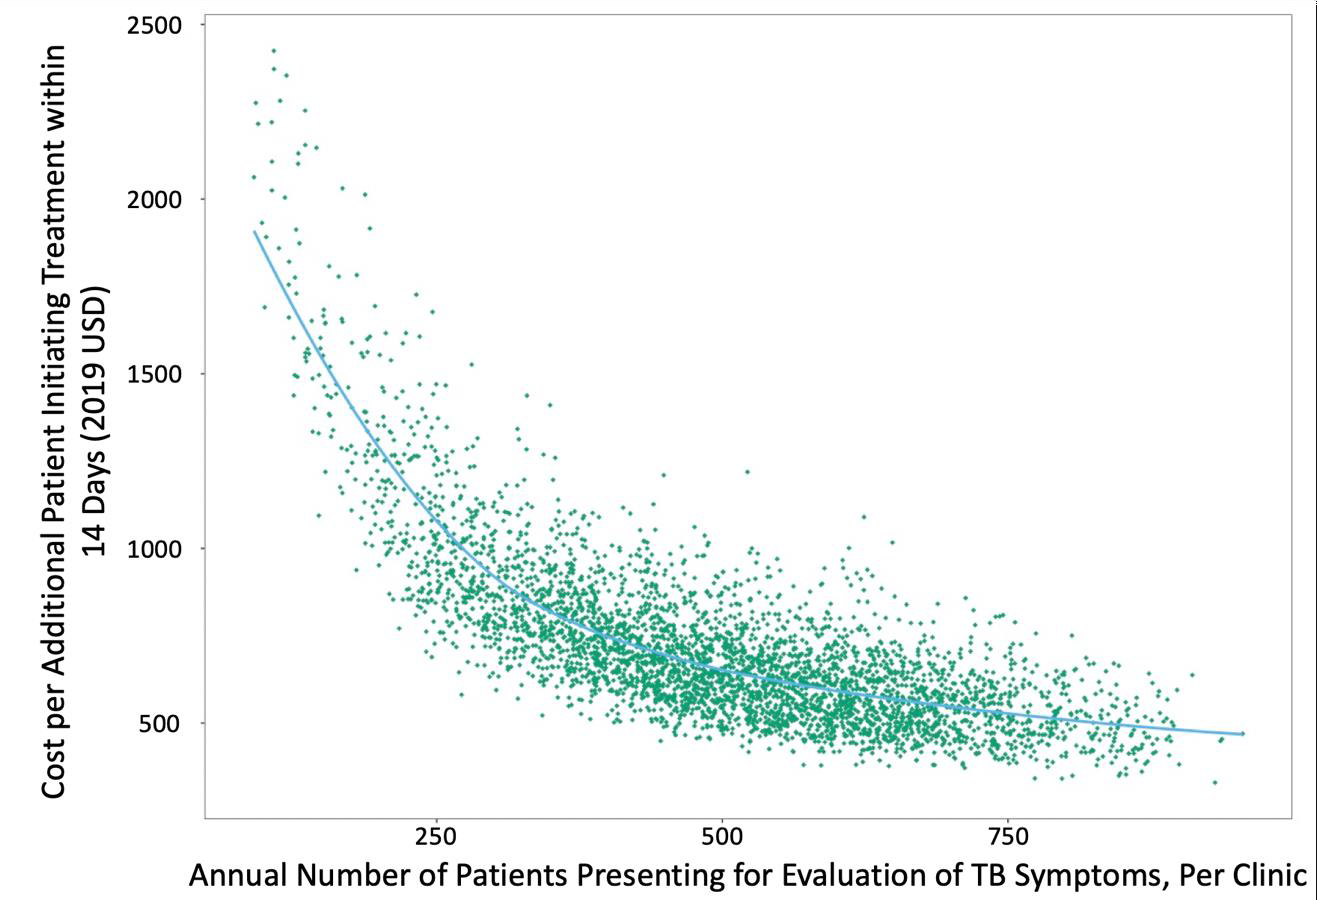 Cost per Additional Patient Initiating Treatment within
14 Days (2019 USD)
2500
2000
1500
1000
500
250
500
750
Annual Number of Patients Presenting for Evaluation of TB Symptoms, Per Clinic